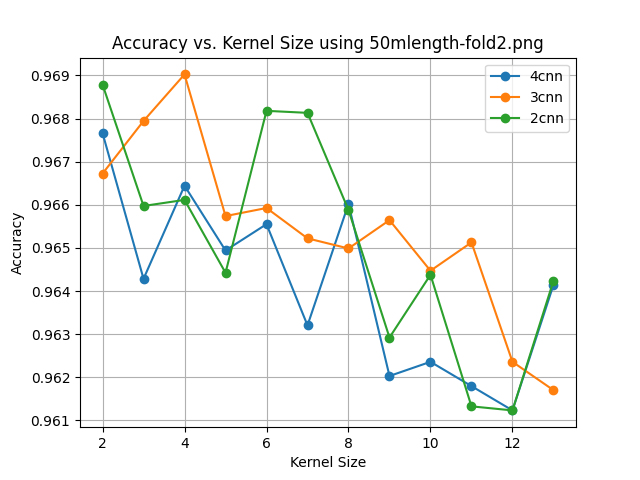 Accuracy vs. Kernel Size using 50mlength-fold2.png
4cnn
3cnn
2cnn
Accuracy
0.969
0.968
0.967
0.966
0.965
0.964
0.963
0.962
0.961
2 4 6 8 10 12
Kernel Size